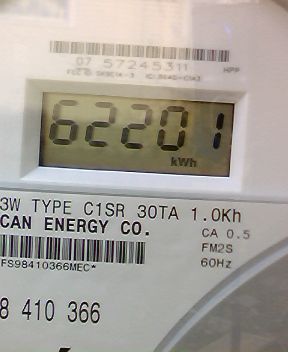 07 57245311
HPP
62201
kWh
3W TYPE C1SR 30TA 1.0Kh
CAN ENERGY CO.
CA 0.5
FM2S
60Hz
FS98410366MEC*
8 410 366